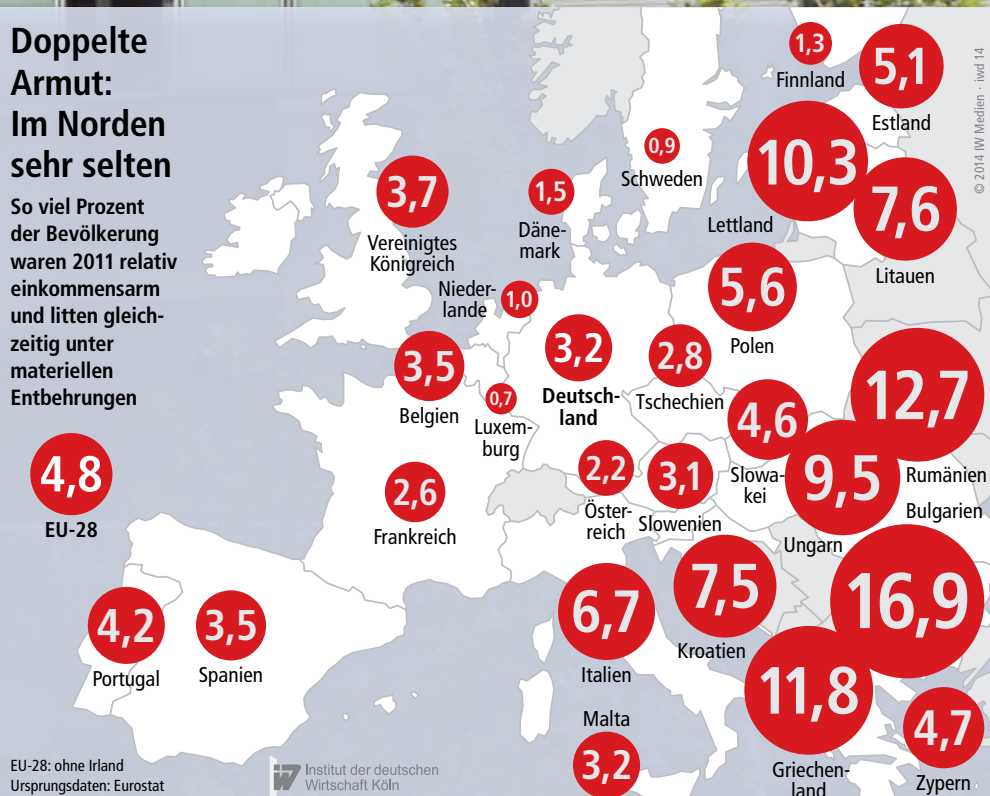 Doppelte
Armut:
Im Norden
sehr selten
So viel Prozent
der Bevölkerung
waren 2011 relativ
einkommensarm
und litten gleich-
zeitig unter
materiellen
Entbehrungen
4,8
EU-28
1,3
Finnland
5,1
Estland
0,9
Schweden
10,3
Lettland
7,6
Litauen
3,7
Vereinigtes
Königreich
1,5
Däne-
mark
Nieder-
lande
1,0
5,6
Polen
3,5
Belgien
0,7
Luxem-
burg
3,2
Deutsch-
land
2,8
Tschechien
4,6
Slowa-
kei
12,7
Rumänien
2,6
Frankreich
2,2
Öster-
reich
3,1
Slowenien
9,5
Ungarn
Bulgarien
16,9
4,2
Portugal
3,5
Spanien
6,7
Italien
7,5
Kroatien
11,8
Griechen-
land
Malta
3,2
4,7
Zypern
EU-28: ohne Irland
Ursprungsdaten: Eurostat
iw
Institut der deutschen
Wirtschaft Köln
© 2014 IW Medien · iwd 14